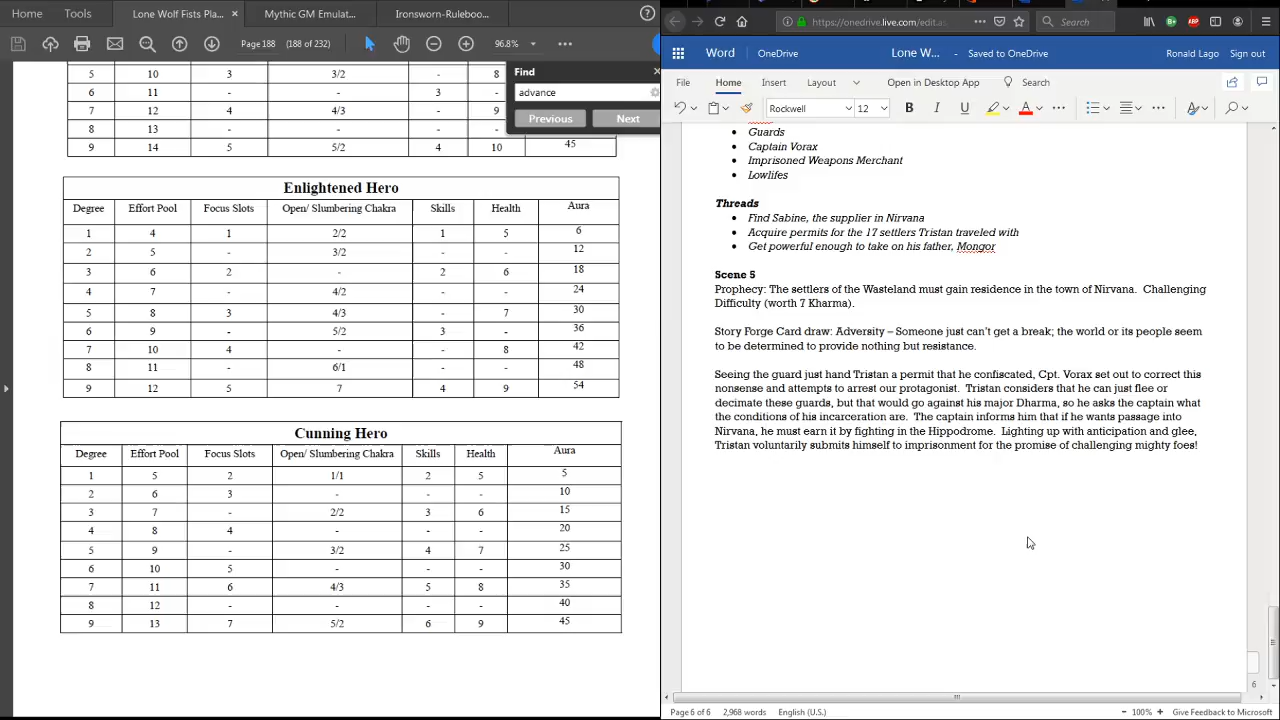 Home Tools Lone Wolf Fists Pla... × Mythic GM Emulat... Ironsworn-Ruleboo...
Page188 (188 of 232) 96.8%
Find
advance
Previous Next
5 10 3 3/2 - 8
6 11 - - 3 -
7 12 4 4/3 - 9
8 13 - - - -
9 14 5 5/2 4 10 45
Enlightened Hero
Degree Effort Pool Focus Slots Open/ Slumbering Chakra Skills Health Aura
1 4 1 2/2 1 5 6
2 5 - 3/2 - - 12
3 6 2 - 2 6 18
4 7 - 4/2 - - 24
5 8 3 4/3 - 7 30
6 9 - 5/2 3 - 36
7 10 4 - - 8 42
8 11 - 6/1 - - 48
9 12 5 7 4 9 54
Cunning Hero
Degree Effort Pool Focus Slots Open/ Slumbering Chakra Skills Health Aura
1 5 2 1/1 2 5 5
2 6 3 - - - 10
3 7 - 2/2 3 6 15
4 8 4 - - - 20
5 9 - 3/2 4 7 25
6 10 5 - - - 30
7 11 6 4/3 5 8 35
8 12 - - - - 40
9 13 7 5/2 6 9 45
https://onedrive.live.com/edit.as Search
Word OneDrive Lone W... - Saved to OneDrive Ronald Lago Sign out
File Home Insert Layout Open in Desktop App Search
Rockwell 12 B I U A
• Guards
• Captain Vorax
• Imprisoned Weapons Merchant
• Lowlifes
Threads
• Find Sabine, the supplier in Nirvana
• Acquire permits for the 17 settlers Tristan traveled with
• Get powerful enough to take on his father, Mongor
Scene 5
Prophecy: The settlers of the Wasteland must gain residence in the town of Nirvana. Challenging
Difficulty (worth 7 Kharma).
Story Forge Card draw: Adversity – Someone just can't get a break; the world or its people seem
to be determined to provide nothing but resistance.
Seeing the guard just hand Tristan a permit that he confiscated, Cpt. Vorax set out to correct this
nonsense and attempts to arrest our protagonist. Tristan considers that he can just flee or
decimate these guards, but that would go against his major Dharma, so he asks the captain what
the conditions of his incarceration are. The captain informs him that if he wants passage into
Nirvana, he must earn it by fighting in the Hippodrome. Lighting up with anticipation and glee,
Tristan voluntarily submits himself to imprisonment for the promise of challenging mighty foes!
6
Page 6 of 6 2,968 words English (U.S.) - 100% + Give Feedback to Microsoft